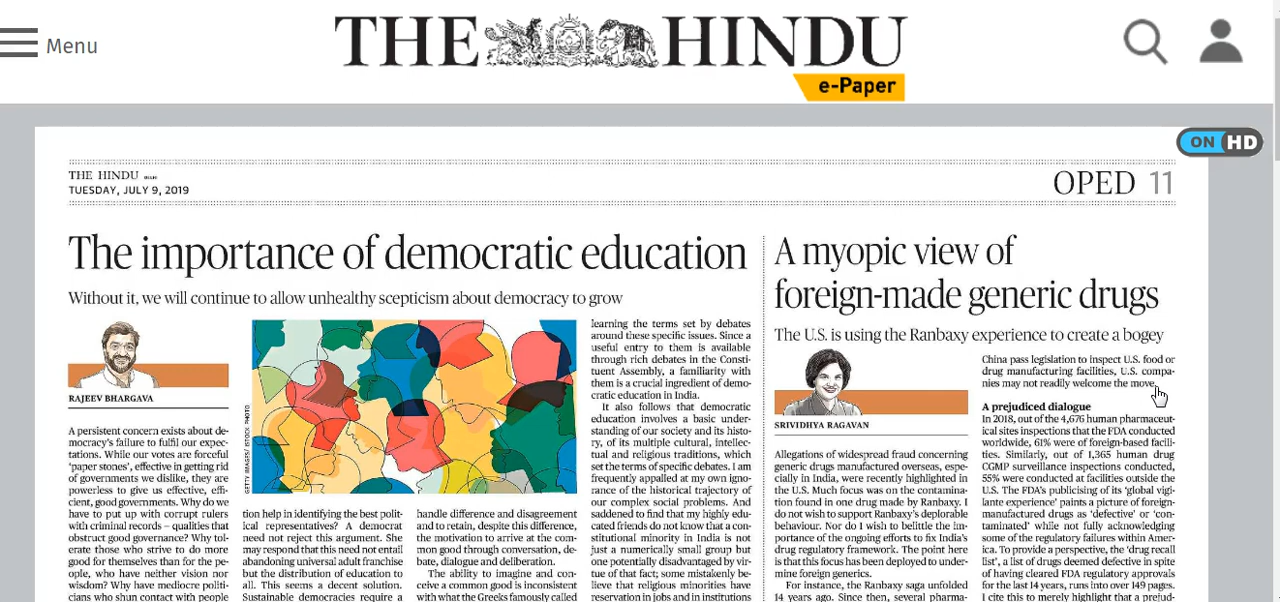 Menu
THE HINDU
e-Paper
ON HD
THE HINDU
TUESDAY, JULY 9, 2019
OPED 11
The importance of democratic education
Without it, we will continue to allow unhealthy scepticism about democracy to grow
RAJEEV BHARGAVA
A persistent concern exists about de-
mocracy's failure to fulfil our expec-
tations. While our votes are forceful
'paper stones', effective in getting rid
of governments we dislike, they are
powerless to give us effective, effi-
cient, good governments. Why do we
have to put up with corrupt rulers
with criminal records – qualities that
obstruct good governance? Why tol-
erate those who strive to do more
good for themselves than for the peo-
ple, who have neither vision nor
wisdom? Why have mediocre politi-
cians who shun contact with people
GETTY IMAGES/ ISTOCK PHOTO
tion help in identifying the best polit-
ical representatives? A democrat
need not reject this argument. She
may respond that this need not entail
abandoning universal adult franchise
but the distribution of education to
all. This seems a decent solution.
Sustainable democracies require a
handle difference and disagreement
and to retain, despite this difference,
the motivation to arrive at the com-
mon good through conversation, de-
bate, dialogue and deliberation.
The ability to imagine and con-
ceive a common good is inconsistent
with what the Greeks famously called
learning the terms set by debates
around these specific issues. Since a
useful entry to them is available
through rich debates in the Consti-
tuent Assembly, a familiarity with
them is a crucial ingredient of demo-
cratic education in India.
It also follows that democratic
education involves a basic under-
standing of our society and its histo-
ry, of its multiple cultural, intellec-
tual and religious traditions, which
set the terms of specific debates. I am
frequently appalled at my own igno-
rance of the historical trajectory of
our complex social problems. And
saddened to find that my highly edu-
cated friends do not know that a con-
stitutional minority in India is not
just a numerically small group but
one potentially disadvantaged by vir-
tue of that fact; some mistakenly be-
lieve that religious minorities have
reservation in jobs and in institutions
A myopic view of
foreign-made generic drugs
The U.S. is using the Ranbaxy experience to create a bogey
SRIVIDHYA RAGAVAN
Allegations of widespread fraud concerning
generic drugs manufactured overseas, espe-
cially in India, were recently highlighted in
the U.S. Much focus was on the contamina-
tion found in one drug made by Ranbaxy. I
do not wish to support Ranbaxy's deplorable
behaviour. Nor do I wish to belittle the im-
portance of the ongoing efforts to fix India's
drug regulatory framework. The point here
is that this focus has been deployed to under-
mine foreign generics.
For instance, the Ranbaxy saga unfolded
14 years ago. Since then, several pharma-
China pass legislation to inspect U.S. food or
drug manufacturing facilities, U.S. compa-
nies may not readily welcome the move.
A prejudiced dialogue
In 2018, out of the 4,676 human pharmaceut-
ical sites inspections that the FDA conducted
worldwide, 61% were of foreign-based facili-
ties. Similarly, out of 1,365 human drug
CGMP surveillance inspections conducted,
55% were conducted at facilities outside the
U.S. The FDA's publicising of its 'global vigi-
lante experience' paints a picture of foreign-
manufactured drugs as 'defective' or 'con-
taminated' while not fully acknowledging
some of the regulatory failures within Amer-
ica. To provide a perspective, the 'drug recall
list', a list of drugs deemed defective in spite
of having cleared FDA regulatory approvals
for the last 14 years, runs into over 149 pages.
I cite this to merely highlight that a prejud-